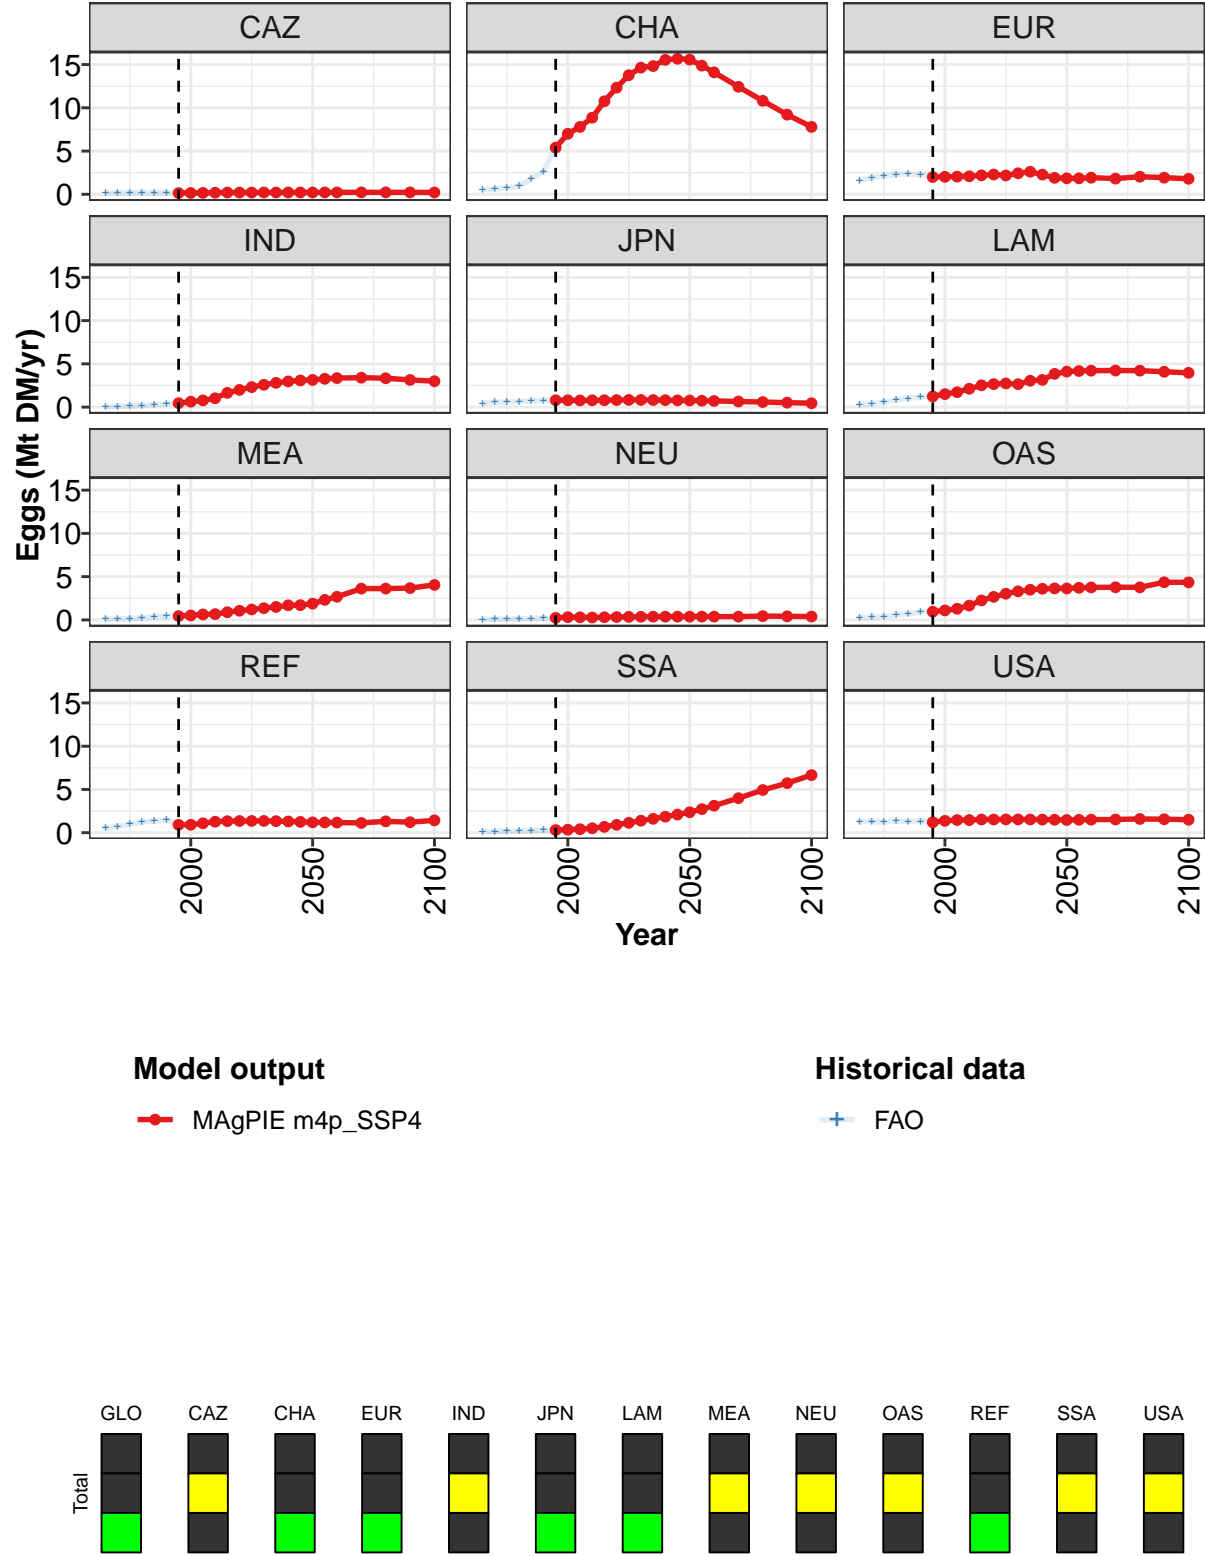 CAZ CHA EUR
15
10
5
0
IND JPN LAM
15
10
5
0
MEA NEU OAS
15
10
5
0
REF SSA USA
15
10
5
0
Eggs (Mt DM/yr)
2000 2050 2100 2000 2050 2100 2000 2050 2100
Year
Model output Historical data
MAgPIE m4p_SSP4 FAO
GLO CAZ CHA EUR IND JPN LAM MEA NEU OAS REF SSA USA
Total